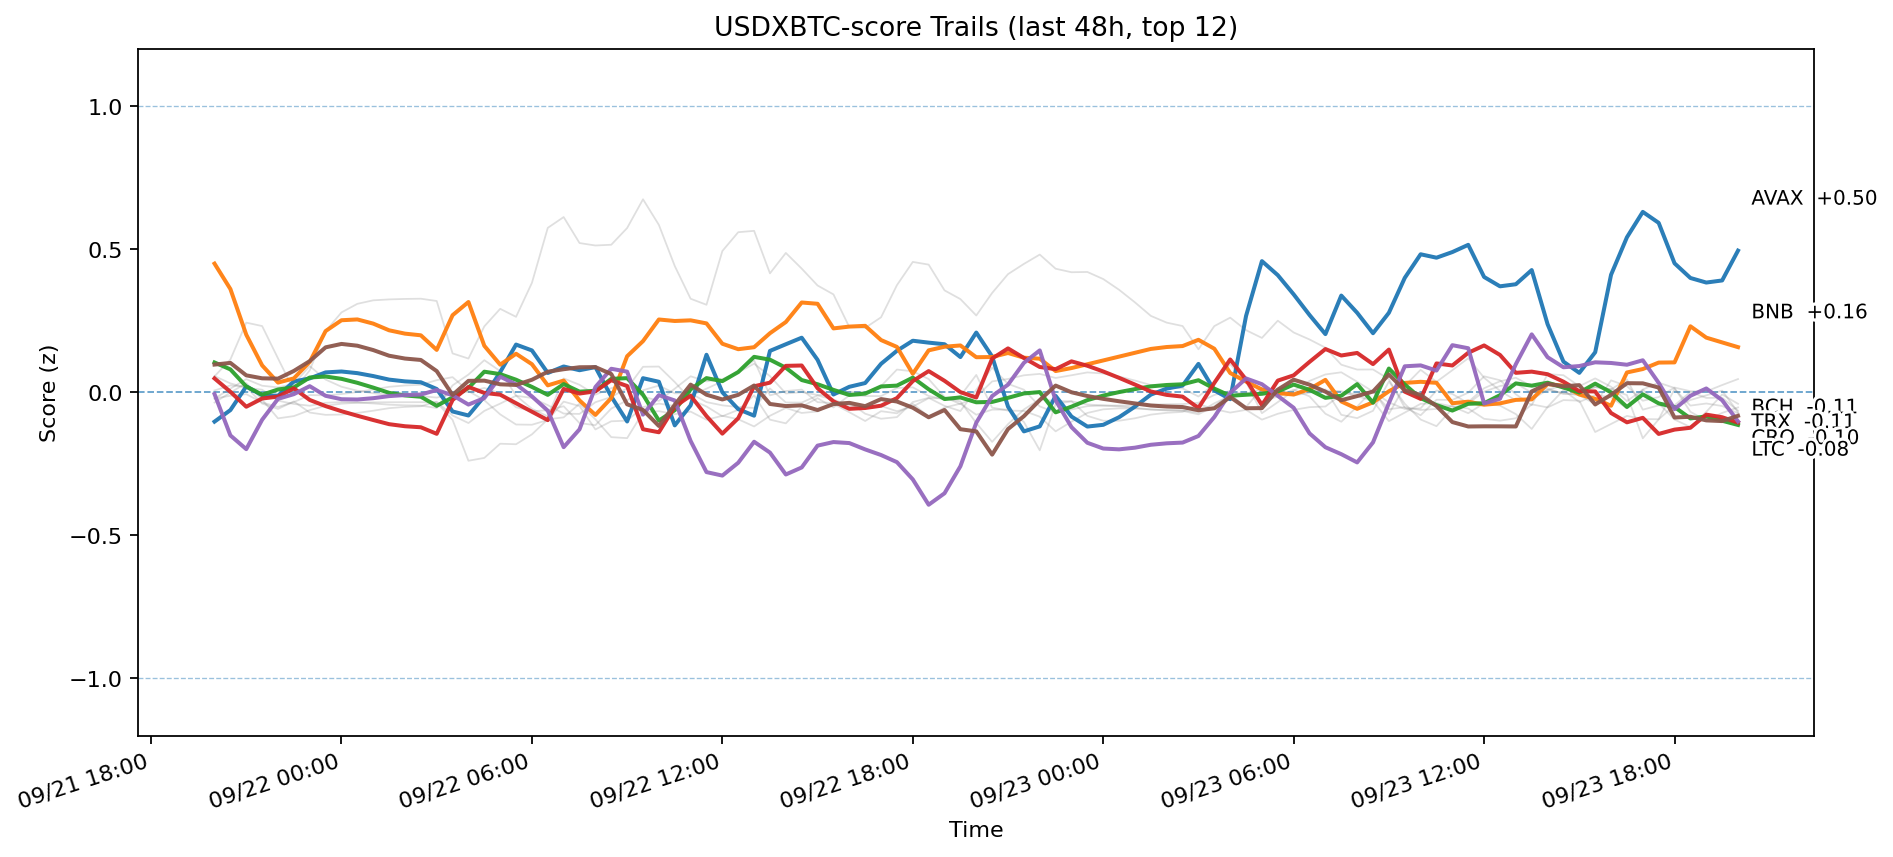 USDXBTC-score Trails (last 48h, top 12)
Score (z)
1.0
0.5
0.0
−0.5
−1.0
AVAX +0.50
BNB +0.16
BCH -0.11
TRX -0.11
CRO -0.10
LTC -0.08
09/21 18:00
09/22 00:00
09/22 06:00
09/22 12:00
09/22 18:00
09/23 00:00
09/23 06:00
09/23 12:00
09/23 18:00
Time